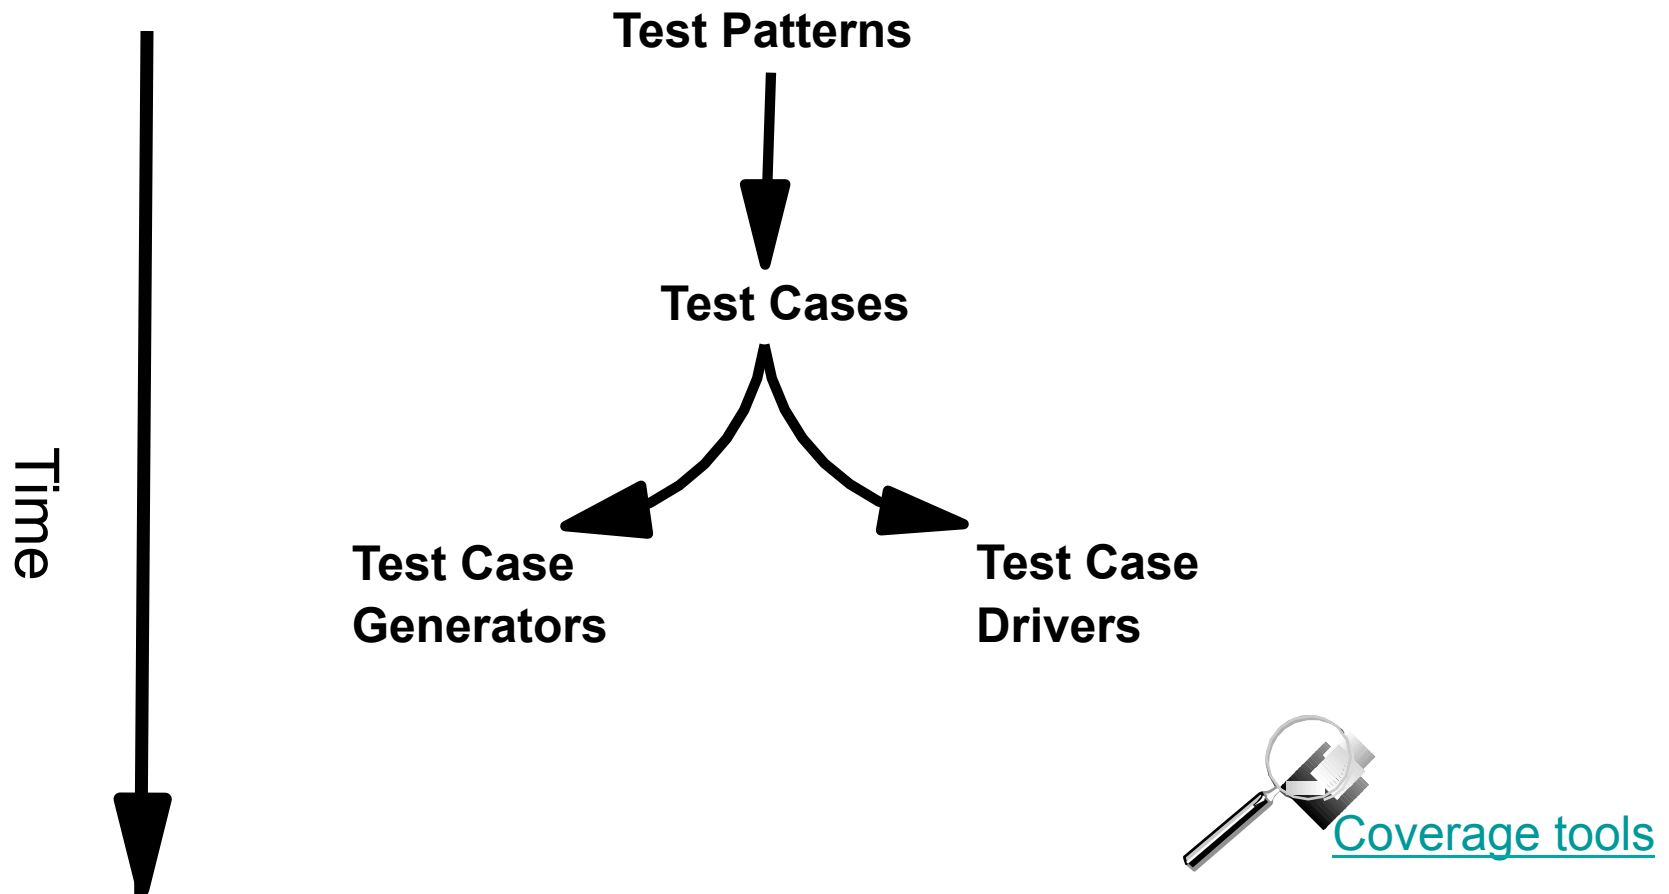 Test Patterns
Test Cases
Time
Test Case
Generators
Test Case
Drivers
Coverage tools